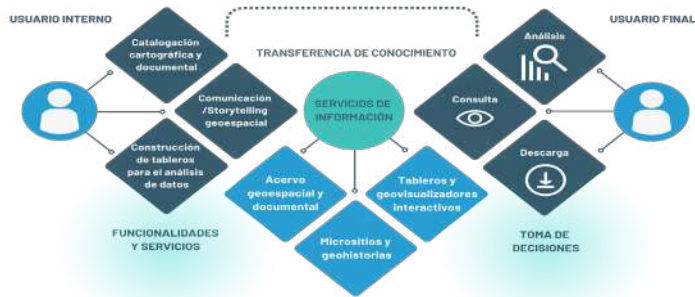 USUARIO INTERNO
USUARIO FINAL
Catalogación
cartográfica y
documental
TRANSFERENCIA DE CONOCIMIENTO
Análisis
Comunicación
/Storytelling
geoespacial
SERVICIOS DE
INFORMACIÓN
Consulta
Construcción
de tableros
para el análisis
de datos
Descarga
Acervo
geoespacial y
documental
Tableros y
geovisualizadores
interactivos
Micrositios y
geohistorias
FUNCIONALIDADES
Y SERVICIOS
TOMA DE
DECISIONES